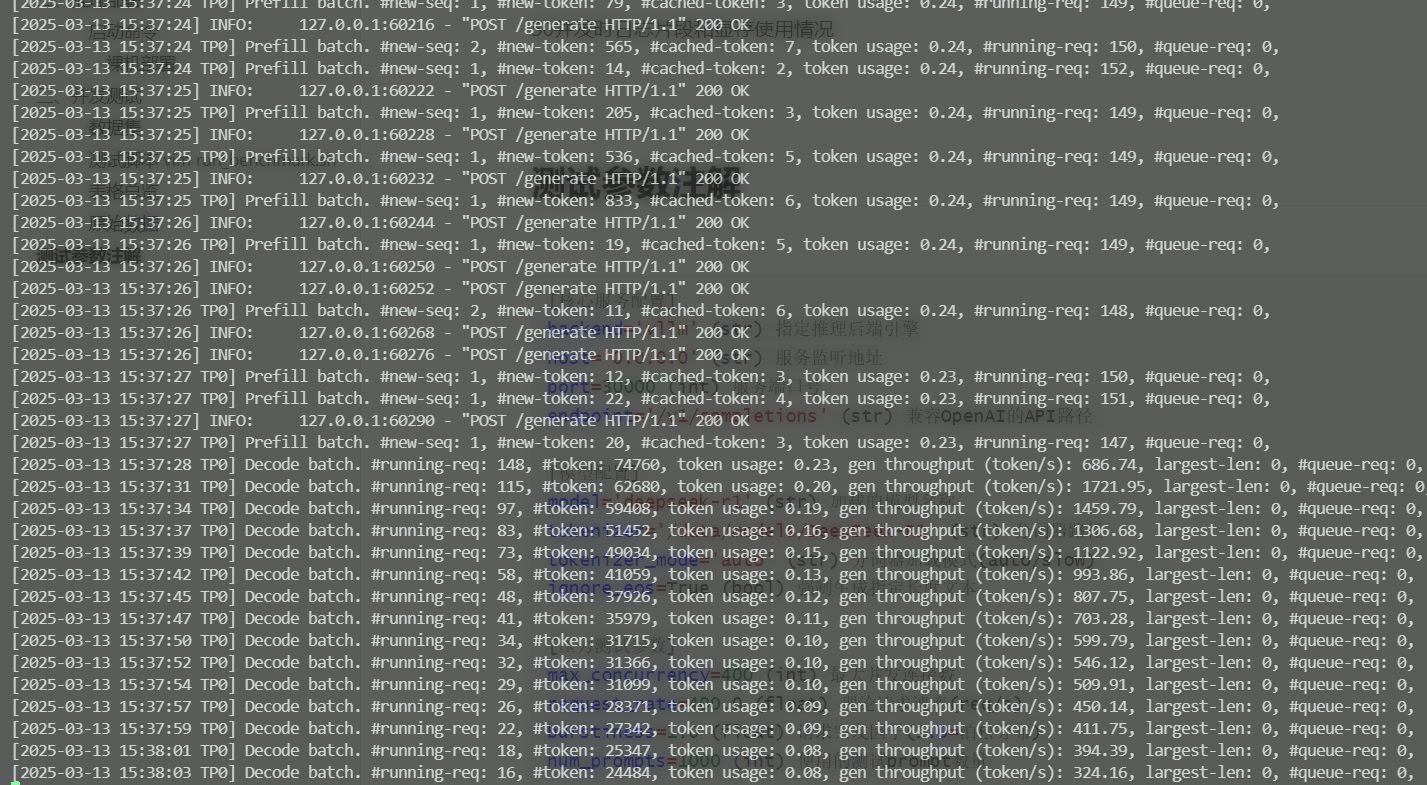 [2025-03-13 15:37:24 TP0] Prefill batch. #new-seq: 1, #new-token: 79, #cached-token: 3, token usage: 0.24, #running-req: 149, #queue-req: 0,
[2025-03-13 15:37:24] INFO:     127.0.0.1:60216 - "POST /generate HTTP/1.1" 200 OK
[2025-03-13 15:37:24 TP0] Prefill batch. #new-seq: 2, #new-token: 565, #cached-token: 7, token usage: 0.24, #running-req: 150, #queue-req: 0,
[2025-03-13 15:37:24 TP0] Prefill batch. #new-seq: 1, #new-token: 14, #cached-token: 2, token usage: 0.24, #running-req: 152, #queue-req: 0,
[2025-03-13 15:37:25] INFO:     127.0.0.1:60222 - "POST /generate HTTP/1.1" 200 OK
[2025-03-13 15:37:25 TP0] Prefill batch. #new-seq: 1, #new-token: 205, #cached-token: 3, token usage: 0.24, #running-req: 149, #queue-req: 0,
[2025-03-13 15:37:25] INFO:     127.0.0.1:60228 - "POST /generate HTTP/1.1" 200 OK
[2025-03-13 15:37:25 TP0] Prefill batch. #new-seq: 1, #new-token: 536, #cached-token: 5, token usage: 0.24, #running-req: 149, #queue-req: 0,
[2025-03-13 15:37:25] INFO:     127.0.0.1:60232 - "POST /generate HTTP/1.1" 200 OK
[2025-03-13 15:37:25 TP0] Prefill batch. #new-seq: 1, #new-token: 833, #cached-token: 6, token usage: 0.24, #running-req: 149, #queue-req: 0,
[2025-03-13 15:37:26] INFO:     127.0.0.1:60244 - "POST /generate HTTP/1.1" 200 OK
[2025-03-13 15:37:26 TP0] Prefill batch. #new-seq: 1, #new-token: 19, #cached-token: 5, token usage: 0.24, #running-req: 149, #queue-req: 0,
[2025-03-13 15:37:26] INFO:     127.0.0.1:60250 - "POST /generate HTTP/1.1" 200 OK
[2025-03-13 15:37:26] INFO:     127.0.0.1:60252 - "POST /generate HTTP/1.1" 200 OK
[2025-03-13 15:37:26 TP0] Prefill batch. #new-seq: 2, #new-token: 11, #cached-token: 6, token usage: 0.24, #running-req: 148, #queue-req: 0,
[2025-03-13 15:37:26] INFO:     127.0.0.1:60268 - "POST /generate HTTP/1.1" 200 OK
[2025-03-13 15:37:26] INFO:     127.0.0.1:60276 - "POST /generate HTTP/1.1" 200 OK
[2025-03-13 15:37:27 TP0] Prefill batch. #new-seq: 1, #new-token: 12, #cached-token: 3, token usage: 0.23, #running-req: 150, #queue-req: 0,
[2025-03-13 15:37:27 TP0] Prefill batch. #new-seq: 1, #new-token: 22, #cached-token: 4, token usage: 0.23, #running-req: 151, #queue-req: 0,
[2025-03-13 15:37:27] INFO:     127.0.0.1:60290 - "POST /generate HTTP/1.1" 200 OK
[2025-03-13 15:37:27 TP0] Prefill batch. #new-seq: 1, #new-token: 20, #cached-token: 3, token usage: 0.23, #running-req: 147, #queue-req: 0,
[2025-03-13 15:37:28 TP0] Decode batch. #running-req: 148, #token: 74760, token usage: 0.23, gen throughput (token/s): 686.74, largest-len: 0, #queue-req: 0,
[2025-03-13 15:37:31 TP0] Decode batch. #running-req: 115, #token: 62680, token usage: 0.20, gen throughput (token/s): 1721.95, largest-len: 0, #queue-req: 0
[2025-03-13 15:37:34 TP0] Decode batch. #running-req: 97, #token: 59408, token usage: 0.19, gen throughput (token/s): 1459.79, largest-len: 0, #queue-req: 0,
[2025-03-13 15:37:37 TP0] Decode batch. #running-req: 83, #token: 51452, token usage: 0.16, gen throughput (token/s): 1306.68, largest-len: 0, #queue-req: 0,
[2025-03-13 15:37:39 TP0] Decode batch. #running-req: 73, #token: 49034, token usage: 0.15, gen throughput (token/s): 1122.92, largest-len: 0, #queue-req: 0,
[2025-03-13 15:37:42 TP0] Decode batch. #running-req: 58, #token: 41059, token usage: 0.13, gen throughput (token/s): 993.86, largest-len: 0, #queue-req: 0,
[2025-03-13 15:37:45 TP0] Decode batch. #running-req: 48, #token: 37926, token usage: 0.12, gen throughput (token/s): 807.75, largest-len: 0, #queue-req: 0,
[2025-03-13 15:37:47 TP0] Decode batch. #running-req: 41, #token: 35979, token usage: 0.11, gen throughput (token/s): 703.28, largest-len: 0, #queue-req: 0,
[2025-03-13 15:37:50 TP0] Decode batch. #running-req: 34, #token: 31715, token usage: 0.10, gen throughput (token/s): 599.79, largest-len: 0, #queue-req: 0,
[2025-03-13 15:37:52 TP0] Decode batch. #running-req: 32, #token: 31366, token usage: 0.10, gen throughput (token/s): 546.12, largest-len: 0, #queue-req: 0,
[2025-03-13 15:37:54 TP0] Decode batch. #running-req: 29, #token: 31099, token usage: 0.10, gen throughput (token/s): 509.91, largest-len: 0, #queue-req: 0,
[2025-03-13 15:37:57 TP0] Decode batch. #running-req: 26, #token: 28371, token usage: 0.09, gen throughput (token/s): 450.14, largest-len: 0, #queue-req: 0,
[2025-03-13 15:37:59 TP0] Decode batch. #running-req: 22, #token: 27242, token usage: 0.09, gen throughput (token/s): 411.75, largest-len: 0, #queue-req: 0,
[2025-03-13 15:38:01 TP0] Decode batch. #running-req: 18, #token: 25347, token usage: 0.08, gen throughput (token/s): 394.39, largest-len: 0, #queue-req: 0,
[2025-03-13 15:38:03 TP0] Decode batch. #running-req: 16, #token: 24484, token usage: 0.08, gen throughput (token/s): 324.16, largest-len: 0, #queue-req: 0,
测试参数注解